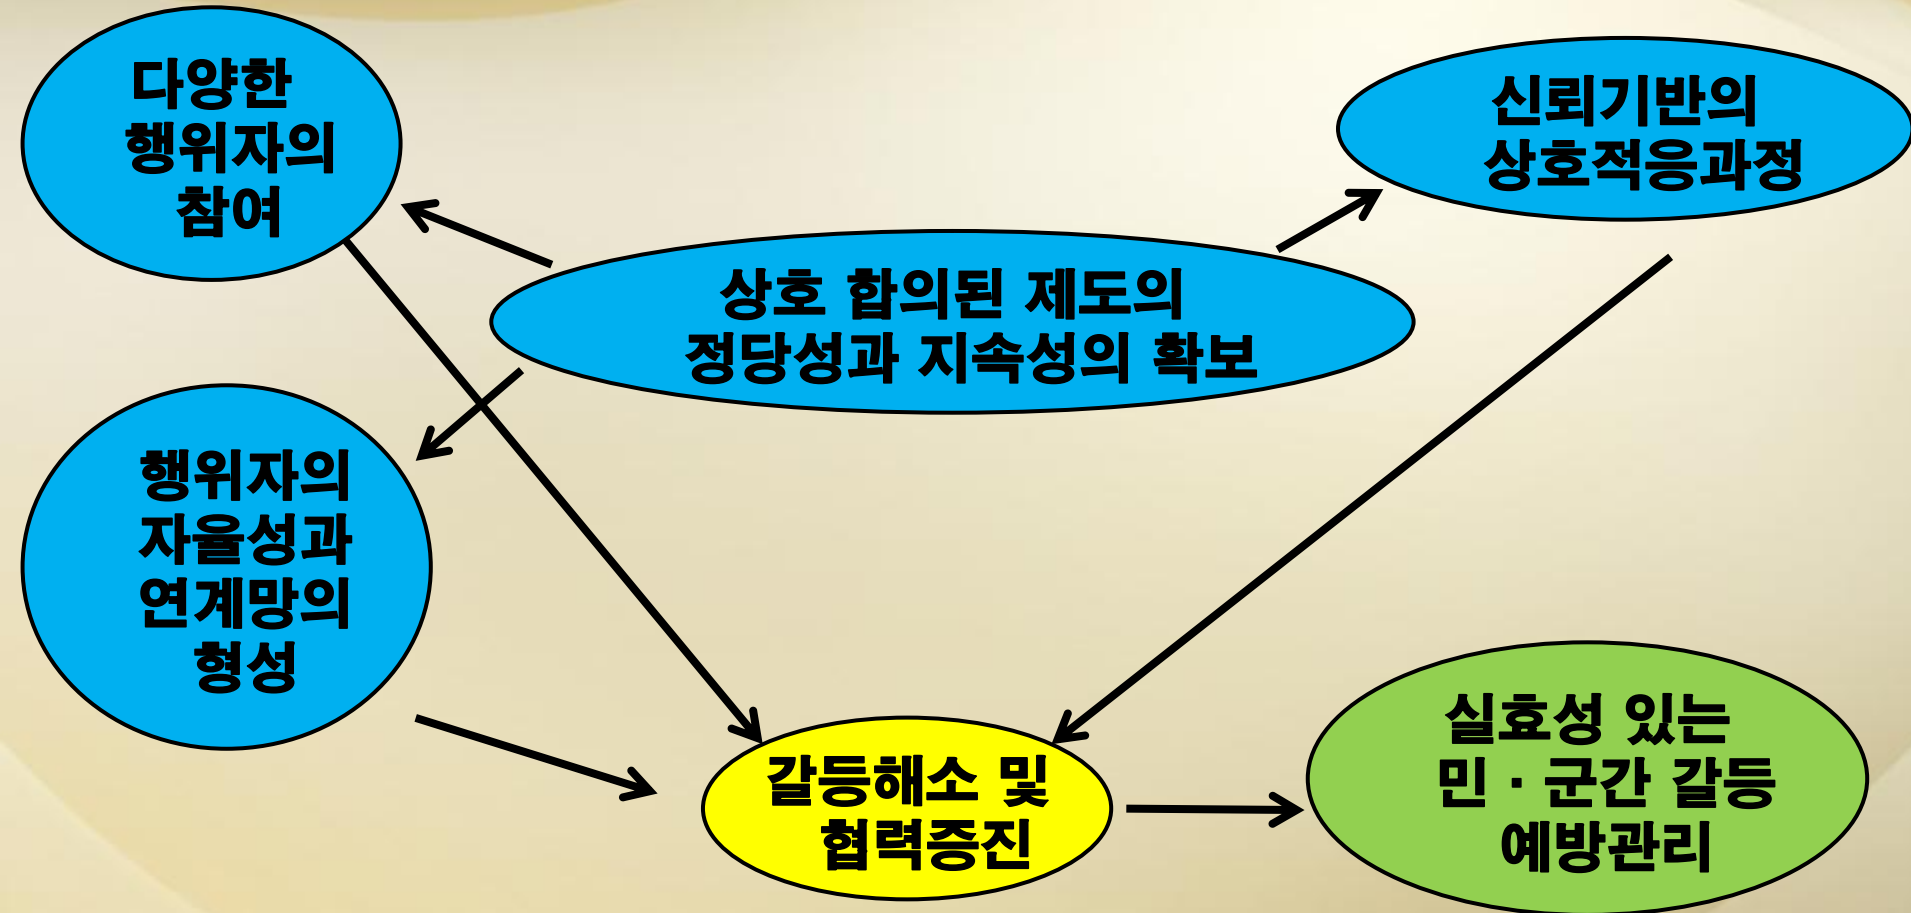 다양한
행위자의
참여
신뢰기반의
상호적응과정
상호 합의된 제도의
정당성과 지속성의 확보
행위자의
자율성과
연계망의
형성
갈등해소 및
협력증진
실효성 있는
민 · 군간 갈등
예방관리